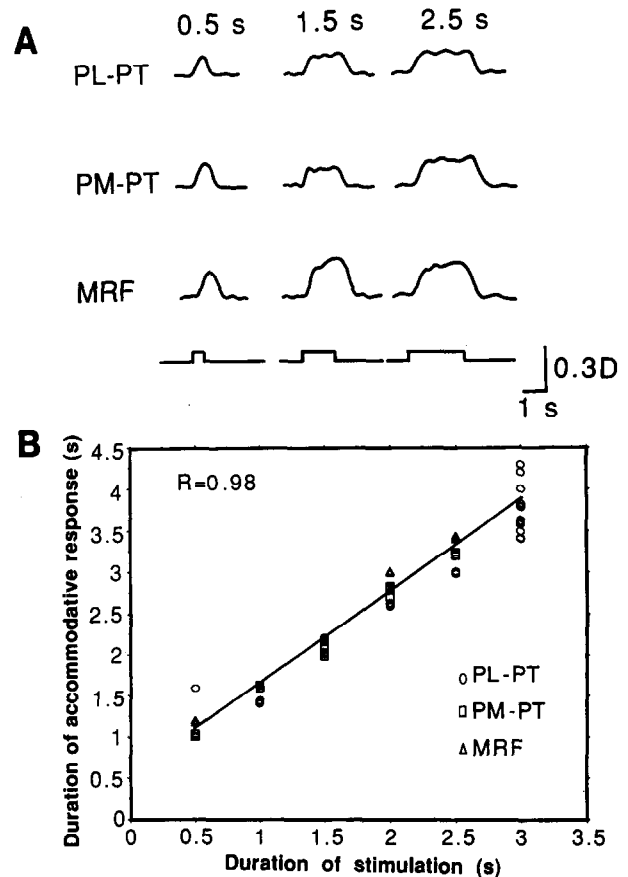 A
0.5 s 1.5 s 2.5 s
PL-PT
PM-PT
MRF
0.3D
1 s
B
Duration of accommodative response (s)
4.5
4
3.5
3
2.5
2
1.5
1
0.5
0
R=0.98
PL-PT
PM-PT
MRF
0 0.5 1 1.5 2 2.5 3 3.5
Duration of stimulation (s)